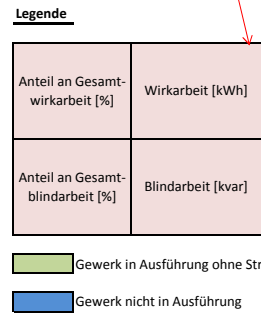 Legende
Anteil an Gesamt-
wirkarbeit [%]
Wirkarbeit [kWh]
Anteil an Gesamt-
blindarbeit [%]
Blindarbeit [kvar]
Gewerk in Ausführung ohne Str
Gewerk nicht in Ausführung